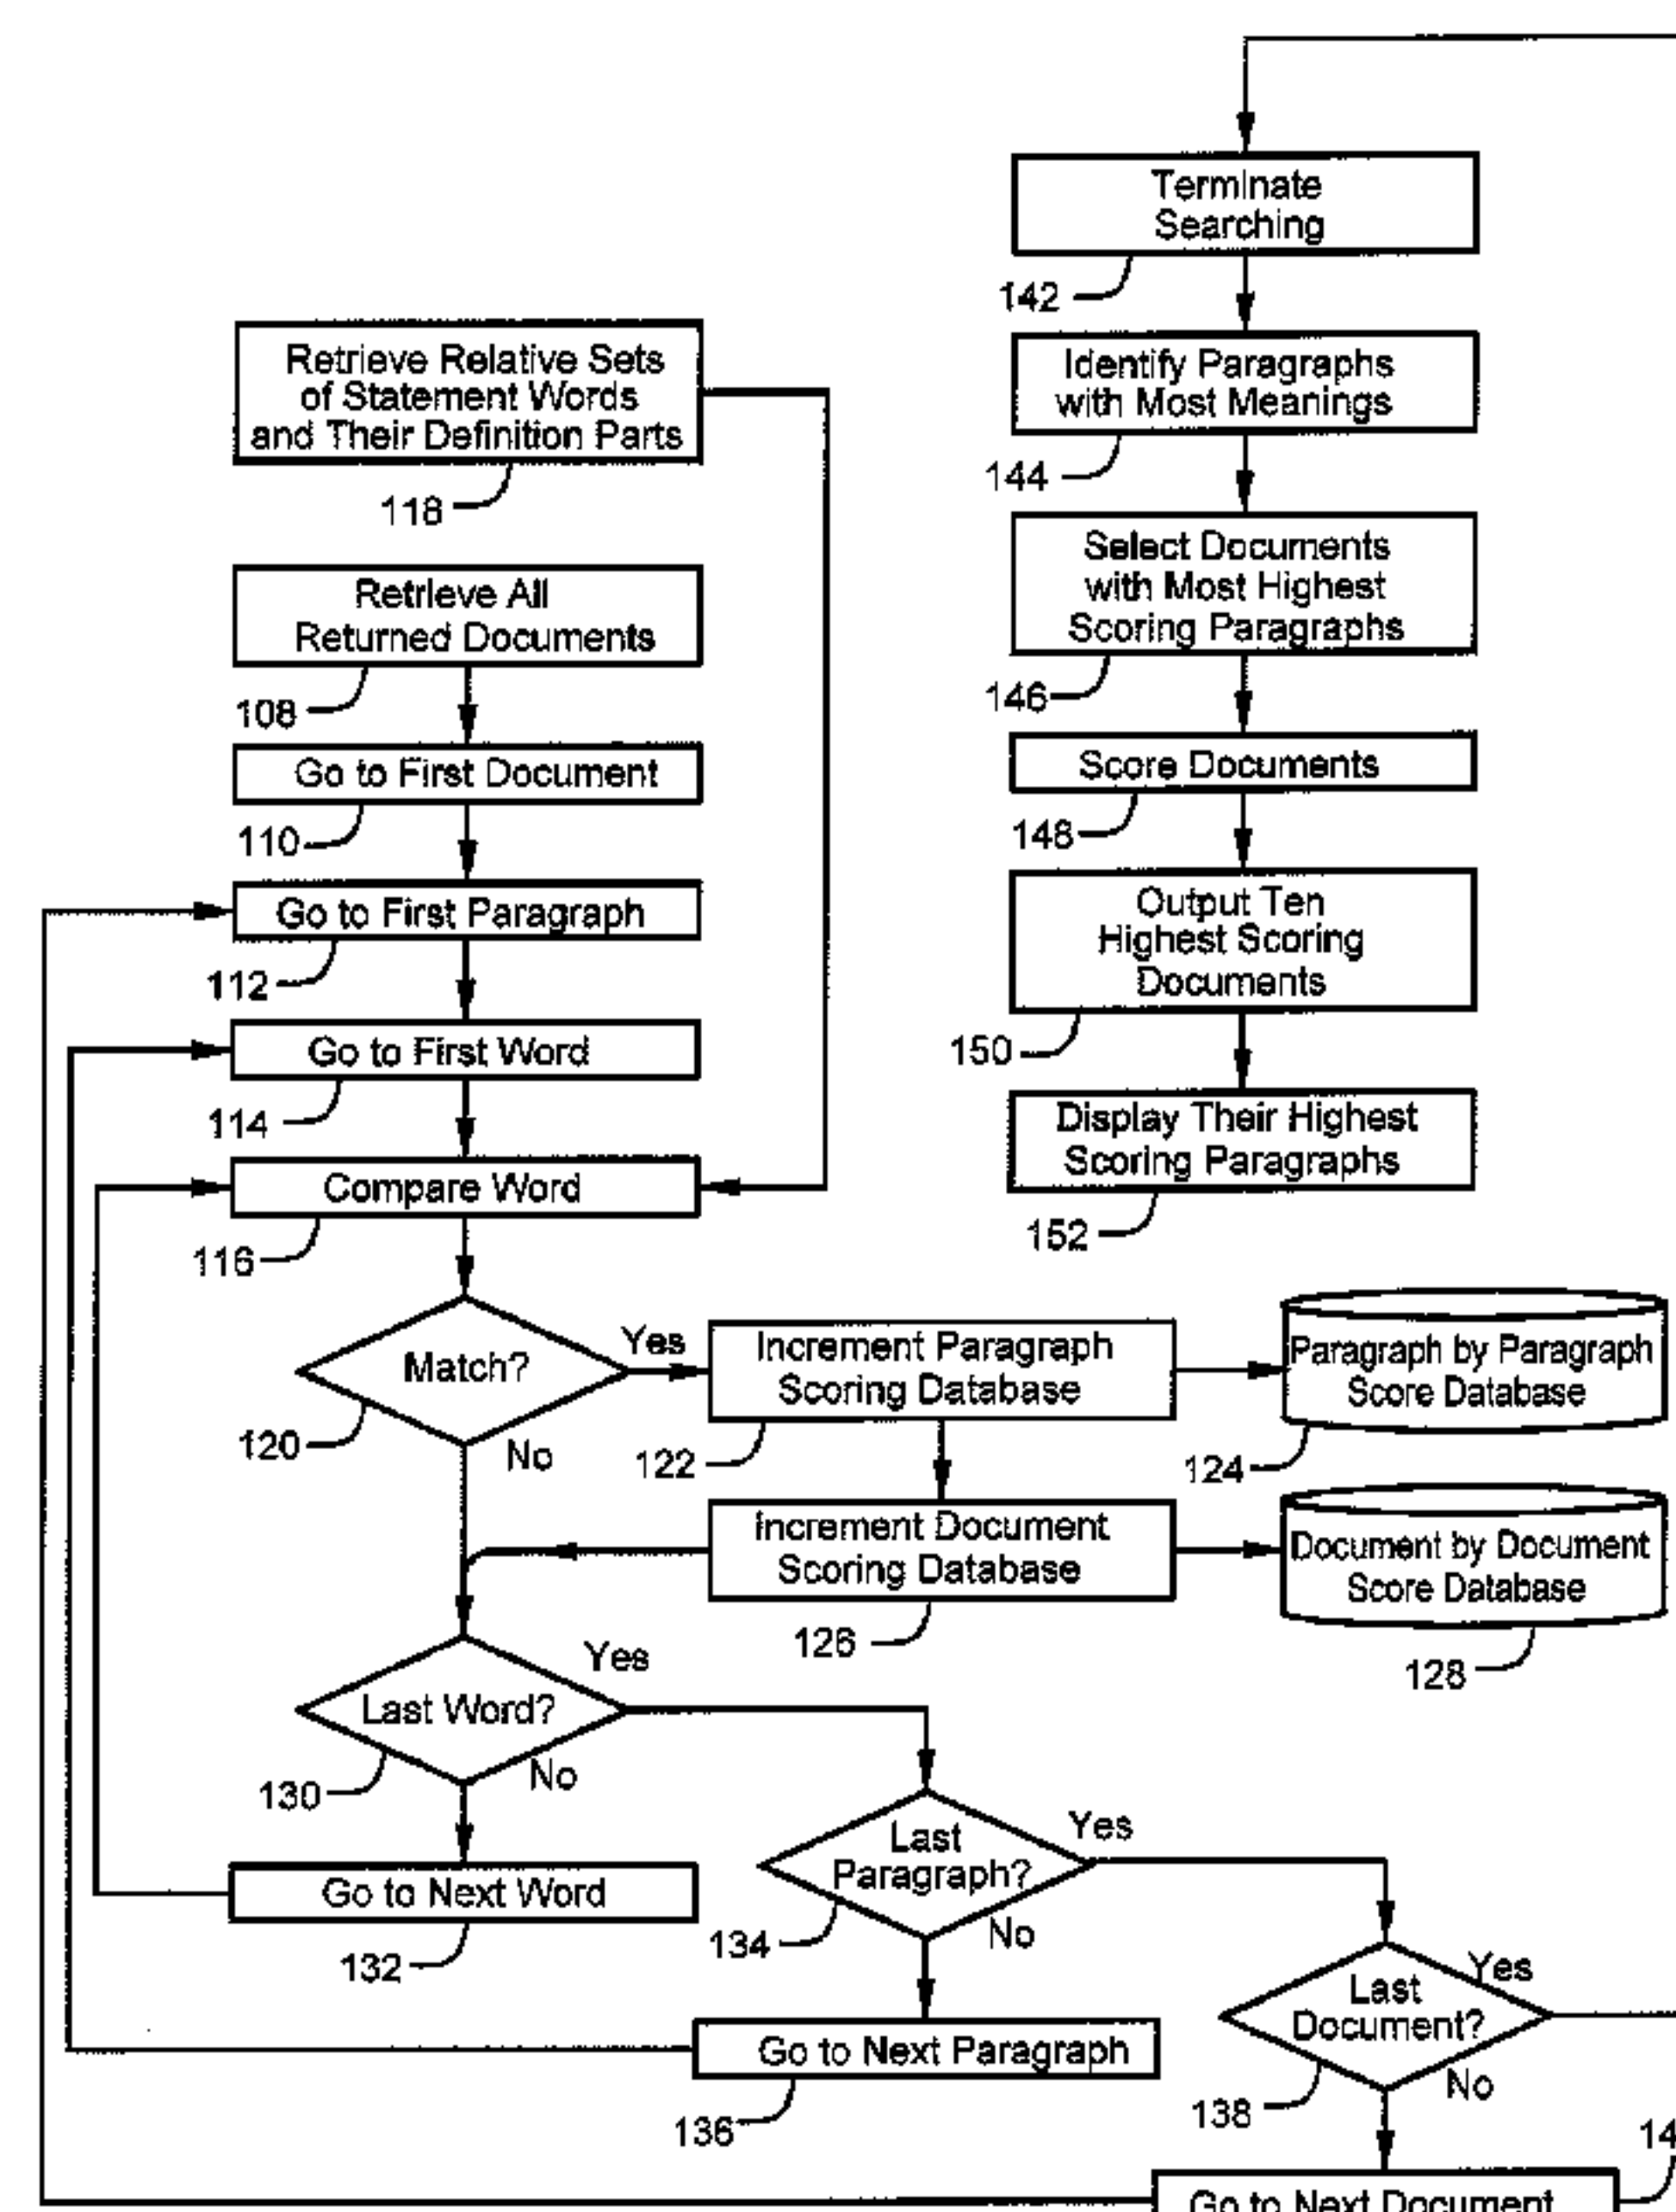 Terminate
Searching
142
Identify Paragraphs
with Most Meanings
144
Select Documents
with Most Highest
Scoring Paragraphs
146
Score Documents
148
Output Ten
Highest Scoring
Documents
150
Display Their Highest
Scoring Paragraphs
152
Retrieve Relative Sets
of Statement Words
and Their Definition Parts
118
Retrieve All
Returned Documents
108
Go to First Document
110
Go to First Paragraph
112
Go to First Word
114
Compare Word
116
Match?
Yes
No
120
Increment Paragraph
Scoring Database
122
Paragraph by Paragraph
Score Database
124
Increment Document
Scoring Database
126
Document by Document
Score Database
128
Last Word?
Yes
No
130
Go to Next Word
132
Last
Paragraph?
Yes
No
134
Go to Next Paragraph
136
Last
Document?
Yes
No
138
Go to Next Document